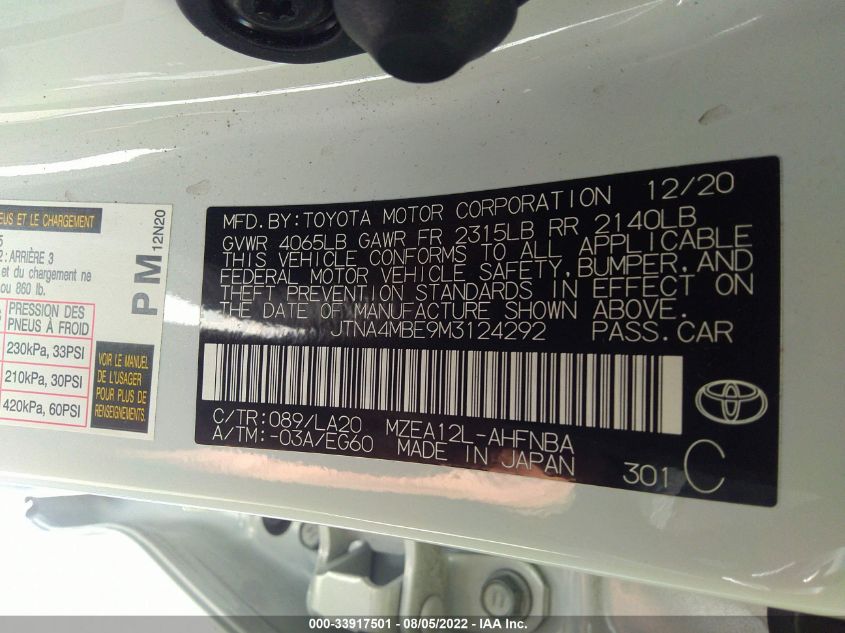 MFD.BY:TOYOTA MOTOR CORPORATION 12/20
GVWR 4065LB GAWR FR 2315LB RR 2140LB
THIS VEHICLE CONFORMS TO ALL APPLICABLE
FEDERAL MOTOR VEHICLE SAFETY, BUMPER, AND
THEFT PREVENTION STANDARDS IN EFFECT ON
THE DATE OF MANUFACTURE SHOWN ABOVE.
JTNA4MBE9M3124292 PASS.CAR
C/TR:089/LA20 MZEA12L-AHFNBA
A/TM:-03A/EG60 MADE IN JAPAN
301 C
ET LE CHARGEMENT
: ARRIÈRE 3
et du chargement ne
ou 860 lb.
PM 12N20
PRESSION DES
PNEUS À FROID
230kPa, 33PSI
210kPa, 30PSI
420kPa, 60PSI
VOIR LE MANUEL
DE L'USAGER
POUR PLUS DE
RENSEIGNEMENTS
000-33917501 - 08/05/2022 - IAA Inc.